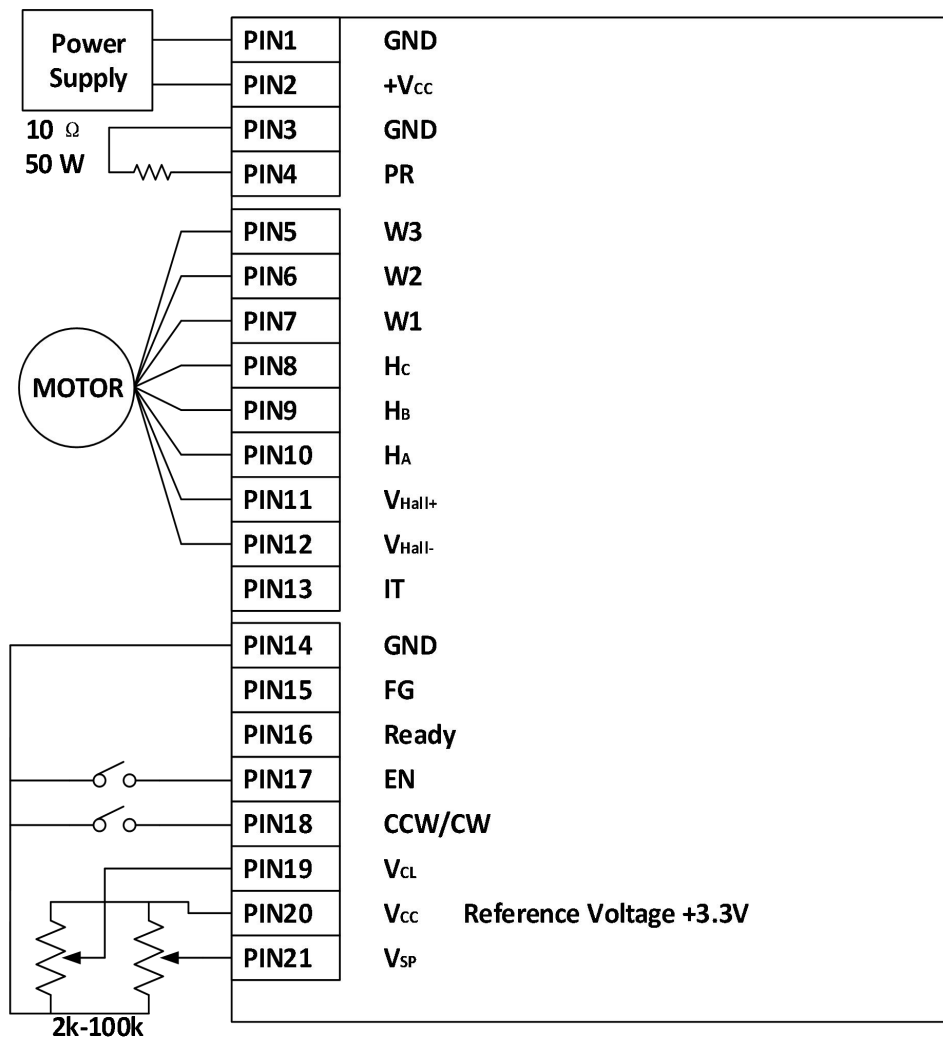 Power
Supply
10 Ω
50 W
MOTOR
2k-100k
PIN1 GND
PIN2 +VCC
PIN3 GND
PIN4 PR
PIN5 W3
PIN6 W2
PIN7 W1
PIN8 HC
PIN9 HB
PIN10 HA
PIN11 VHall+
PIN12 VHall-
PIN13 IT
PIN14 GND
PIN15 FG
PIN16 Ready
PIN17 EN
PIN18 CCW/CW
PIN19 VCL
PIN20 VCC Reference Voltage +3.3V
PIN21 VSP